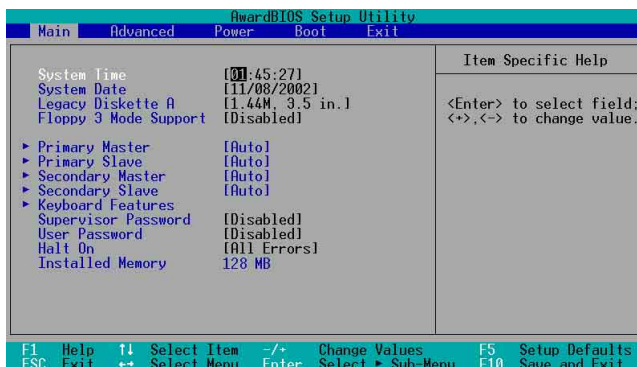 AwardBIOS Setup Utility
Main Advanced Power Boot Exit
Item Specific Help
System Time [01:45:27]
System Date [11/08/2002]
Legacy Diskette A [1.44M, 3.5 in.]
Floppy 3 Mode Support [Disabled]
<Enter> to select field;
<+>,<-> to change value.
▶ Primary Master [Auto]
▶ Primary Slave [Auto]
▶ Secondary Master [Auto]
▶ Secondary Slave [Auto]
▶ Keyboard Features
Supervisor Password [Disabled]
User Password [Disabled]
Halt On [All Errors]
Installed Memory 128 MB
F1 Help ↑↓ Select Item -/+ Change Values F5 Setup Defaults
ESC Exit ←→ Select Menu Enter Select ▶ Sub-Menu F10 Save and Exit